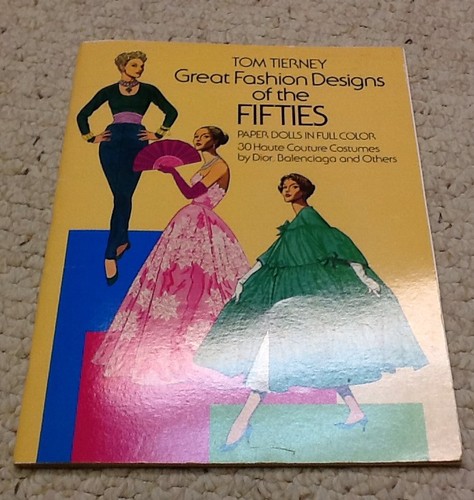 TOM TIERNEY
Great Fashion Designs
of the
FIFTIES
PAPER DOLLS IN FULL COLOR
30 Haute Couture Costumes
by Dior, Balenciaga and Others